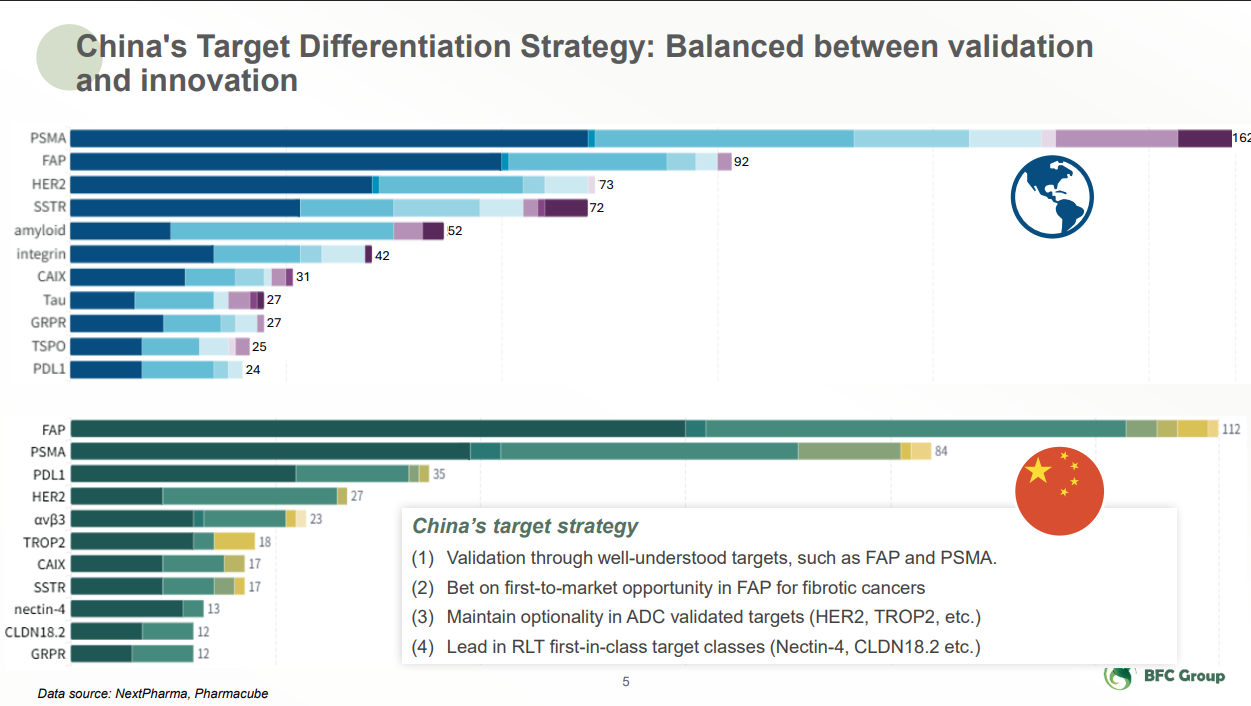 China's Target Differentiation Strategy: Balanced between validation
and innovation
PSMA 162
FAP 92
HER2 73
SSTR 72
amyloid 52
integrin 42
CAIX 31
Tau 27
GRPR 27
TSPO 25
PDL1 24
FAP 112
PSMA 84
PDL1 35
HER2 27
αvβ3 23
TROP2 18
CAIX 17
SSTR 17
nectin-4 13
CLDN18.2 12
GRPR 12
China's target strategy
(1) Validation through well-understood targets, such as FAP and PSMA.
(2) Bet on first-to-market opportunity in FAP for fibrotic cancers
(3) Maintain optionality in ADC validated targets (HER2, TROP2, etc.)
(4) Lead in RLT first-in-class target classes (Nectin-4, CLDN18.2 etc.)
Data source: NextPharma, Pharmacube
5
BFC Group